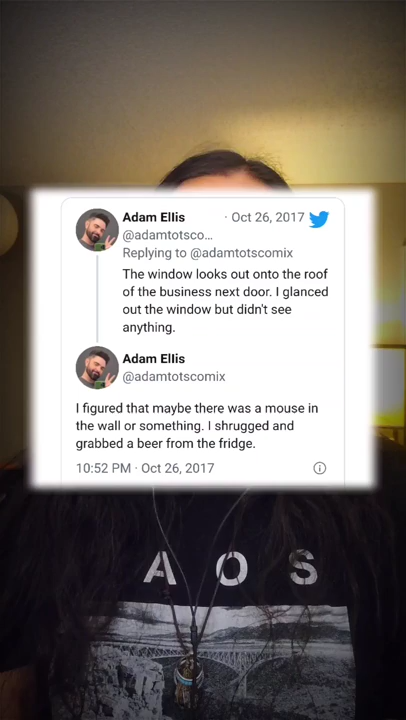 Adam Ellis · Oct 26, 2017
@adamtotsco...
Replying to @adamtotscomix
The window looks out onto the roof
of the business next door. I glanced
out the window but didn't see
anything.
Adam Ellis
@adamtotscomix
I figured that maybe there was a mouse in
the wall or something. I shrugged and
grabbed a beer from the fridge.
10:52 PM · Oct 26, 2017
AOS